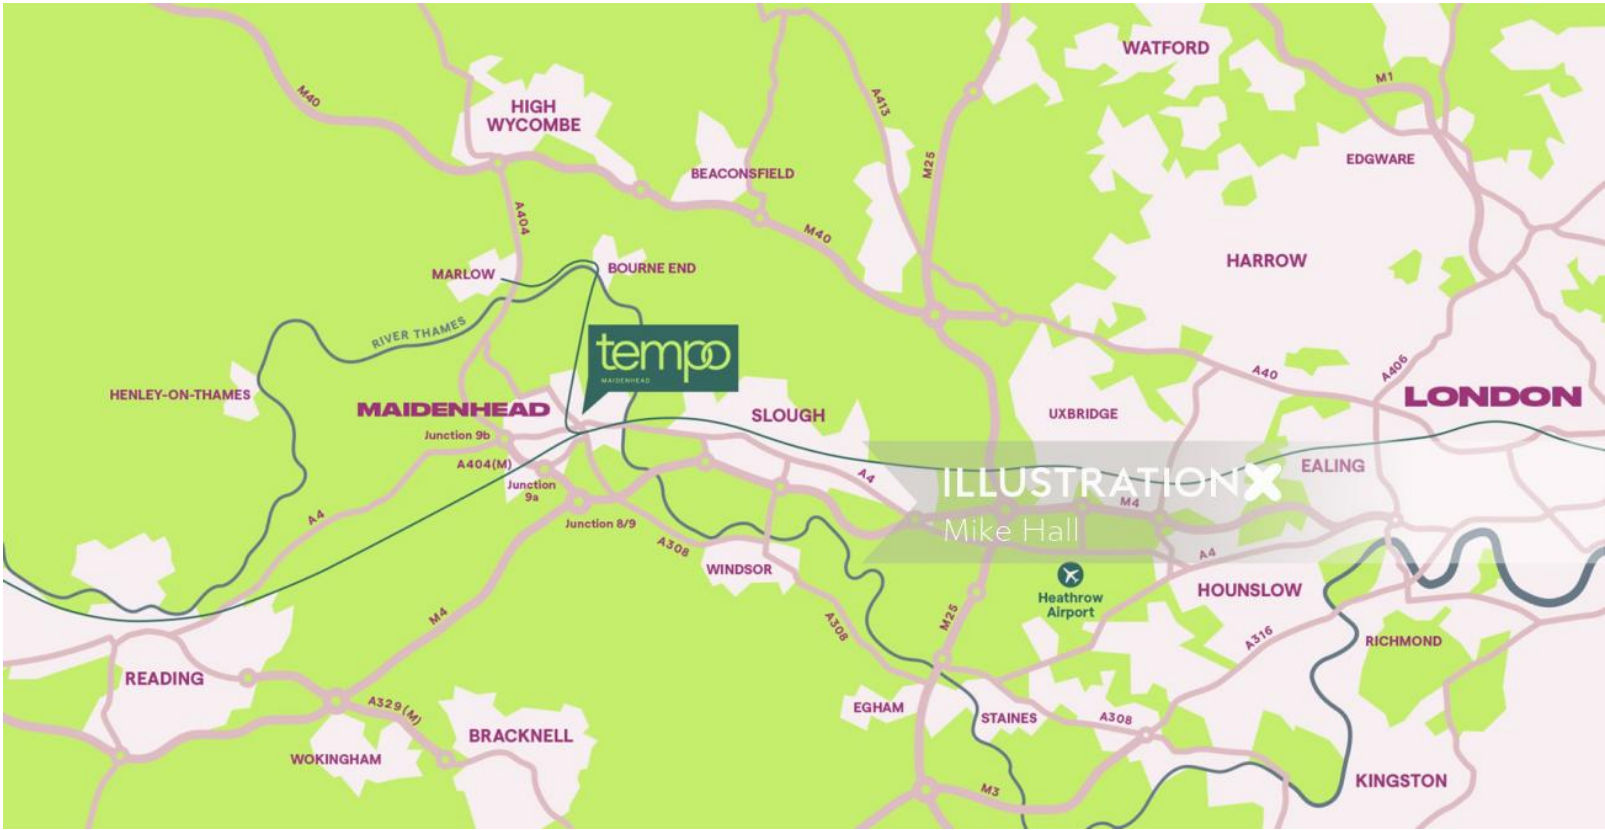 WATFORD
M1
M40
HIGH
WYCOMBE
A413
M25
EDGWARE
BEACONSFIELD
A404
M40
HARROW
MARLOW
BOURNE END
RIVER THAMES
tempo
MAIDENHEAD
A40
A406
HENLEY-ON-THAMES
MAIDENHEAD
SLOUGH
UXBRIDGE
LONDON
Junction 9b
A404(M)
Junction
9a
A4
ILLUSTRATIONX
Mike Hall
M4
EALING
A4
Junction 8/9
A308
WINDSOR
A4
Heathrow
Airport
HOUNSLOW
M4
A308
M25
A316
RICHMOND
READING
A329(M)
EGHAM
STAINES
A308
WOKINGHAM
BRACKNELL
M3
KINGSTON